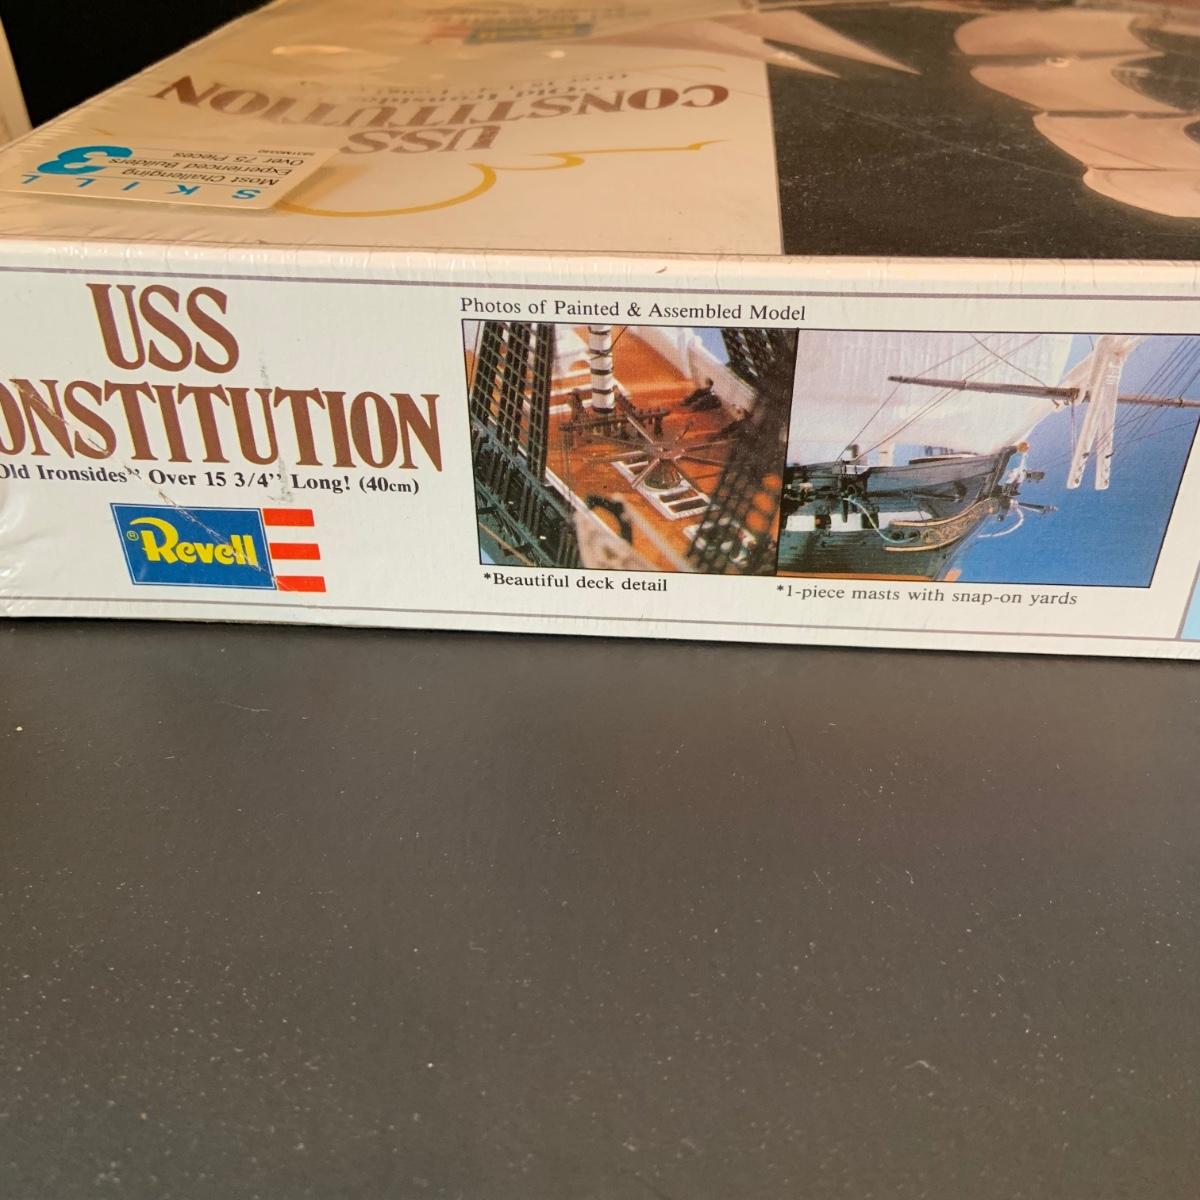 Revell
USS
CONSTITUTION
SKILL
3
Most Challenging
Experienced Builders
Over 75 Pieces
USS
ONSTITUTION
Old Ironsides” Over 15 3/4” Long! (40cm)
® Revell
Photos of Painted & Assembled Model
*Beautiful deck detail
*1-piece masts with snap-on yards